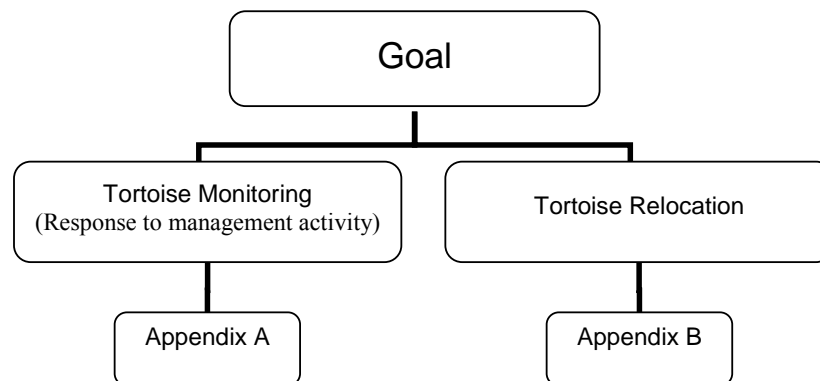 Goal
Tortoise Monitoring
(Response to management activity)
Tortoise Relocation
Appendix A
Appendix B